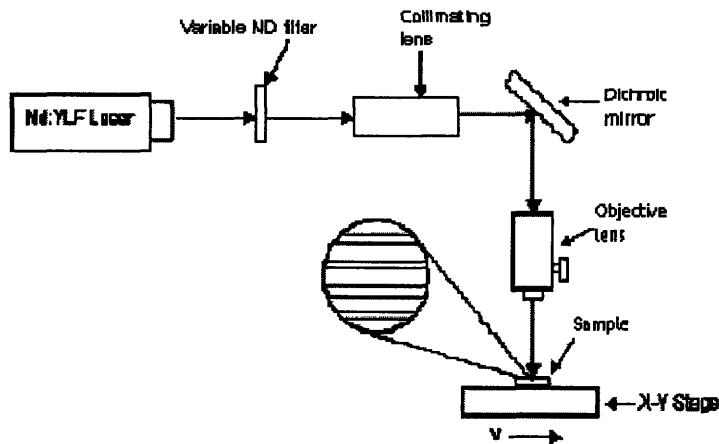 Variable ND filter
Collimating
lens
Nd:YLF Laser
Dichroic
mirror
Objective
lens
Sample
X-Y Stage
V